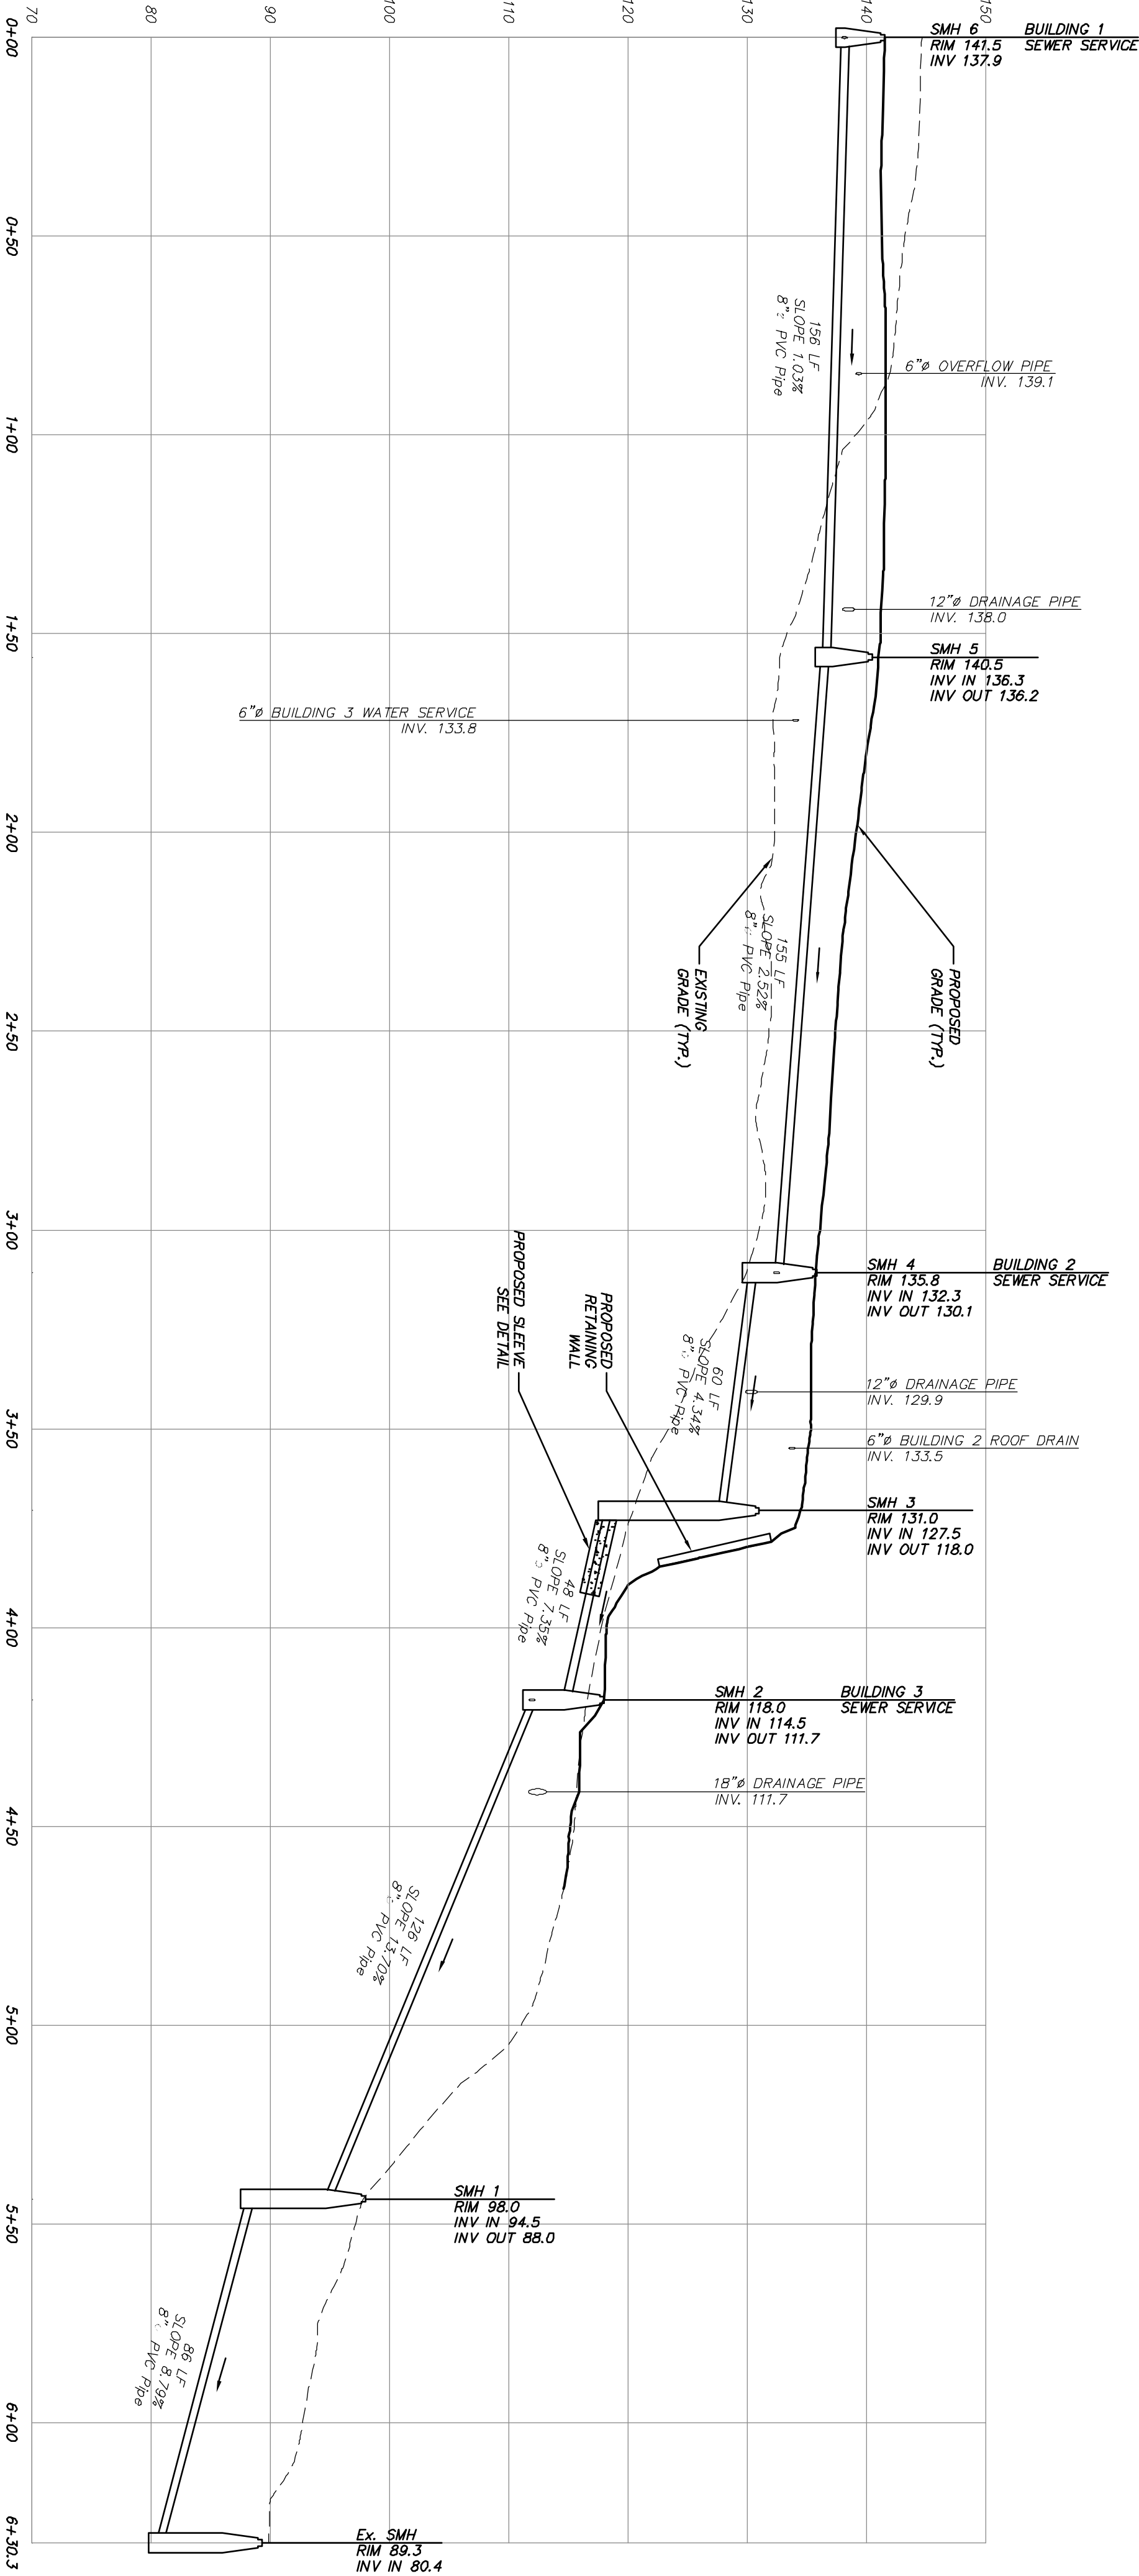 150
140
130
120
110
100
90
80
70
0+00
0+50
1+00
1+50
2+00
2+50
3+00
3+50
4+00
4+50
5+00
5+50
6+00
6+30.3
SMH 6
RIM 141.5
INV 137.9
BUILDING 1
SEWER SERVICE
156 LF
SLOPE 1.03%
8"⌀ PVC Pipe
6"⌀ OVERFLOW PIPE
INV. 139.1
12"⌀ DRAINAGE PIPE
INV. 138.0
SMH 5
RIM 140.5
INV IN 136.3
INV OUT 136.2
6"⌀ BUILDING 3 WATER SERVICE
INV. 133.8
155 LF
SLOPE 2.52%
8"⌀ PVC Pipe
PROPOSED
GRADE (TYP.)
EXISTING
GRADE (TYP.)
SMH 4
RIM 135.8
INV IN 132.3
INV OUT 130.1
BUILDING 2
SEWER SERVICE
60 LF
SLOPE 4.34%
8"⌀ PVC Pipe
12"⌀ DRAINAGE PIPE
INV. 129.9
6"⌀ BUILDING 2 ROOF DRAIN
INV. 133.5
PROPOSED
RETAINING
WALL
PROPOSED SLEEVE
SEE DETAIL
SMH 3
RIM 131.0
INV IN 127.5
INV OUT 118.0
48 LF
SLOPE 7.35%
8"⌀ PVC Pipe
SMH 2
RIM 118.0
INV IN 114.5
INV OUT 111.7
BUILDING 3
SEWER SERVICE
18"⌀ DRAINAGE PIPE
INV. 111.7
126 LF
SLOPE 13.70%
8"⌀ PVC Pipe
SMH 1
RIM 98.0
INV IN 94.5
INV OUT 88.0
86 LF
SLOPE 8.79%
8"⌀ PVC Pipe
Ex. SMH
RIM 89.3
INV IN 80.4